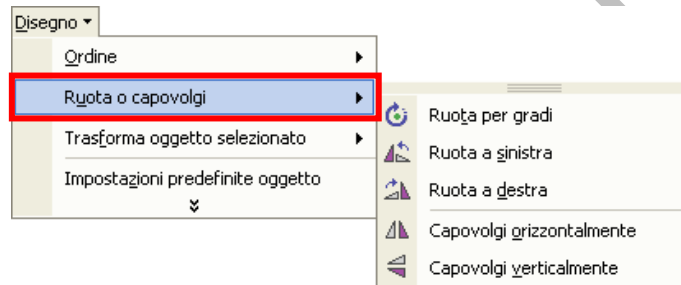 Disegno
Ordine
Ruota o capovolgi
Trasforma oggetto selezionato
Impostazioni predefinite oggetto
Ruota per gradi
Ruota a sinistra
Ruota a destra
Capovolgi orizzontalmente
Capovolgi verticalmente